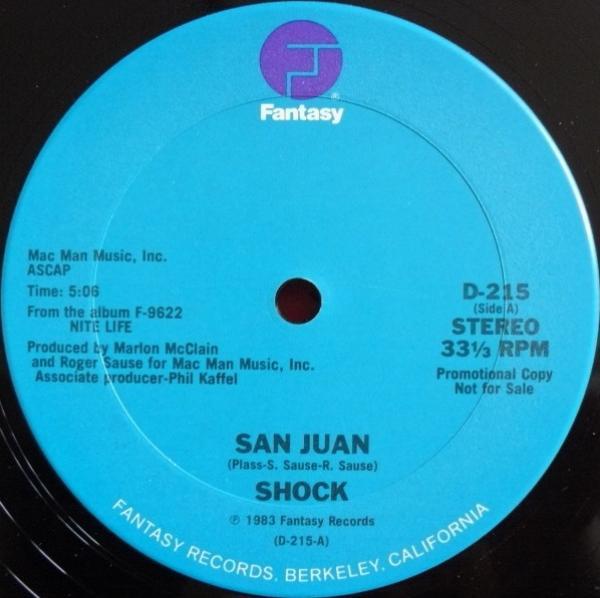 Fantasy
Mac Man Music, Inc.
ASCAP
Time: 5:06
From the album F-9622
NITE LIFE
Produced by Marlon McClain
and Roger Sause for Mac Man Music, Inc.
Associate producer-Phil Kaffel
D-215
(Side A)
STEREO
33⅓ RPM
Promotional Copy
Not for Sale
SAN JUAN
(Plass-S. Sause-R. Sause)
SHOCK
℗ 1983 Fantasy Records
(D-215-A)
FANTASY RECORDS, BERKELEY, CALIFORNIA